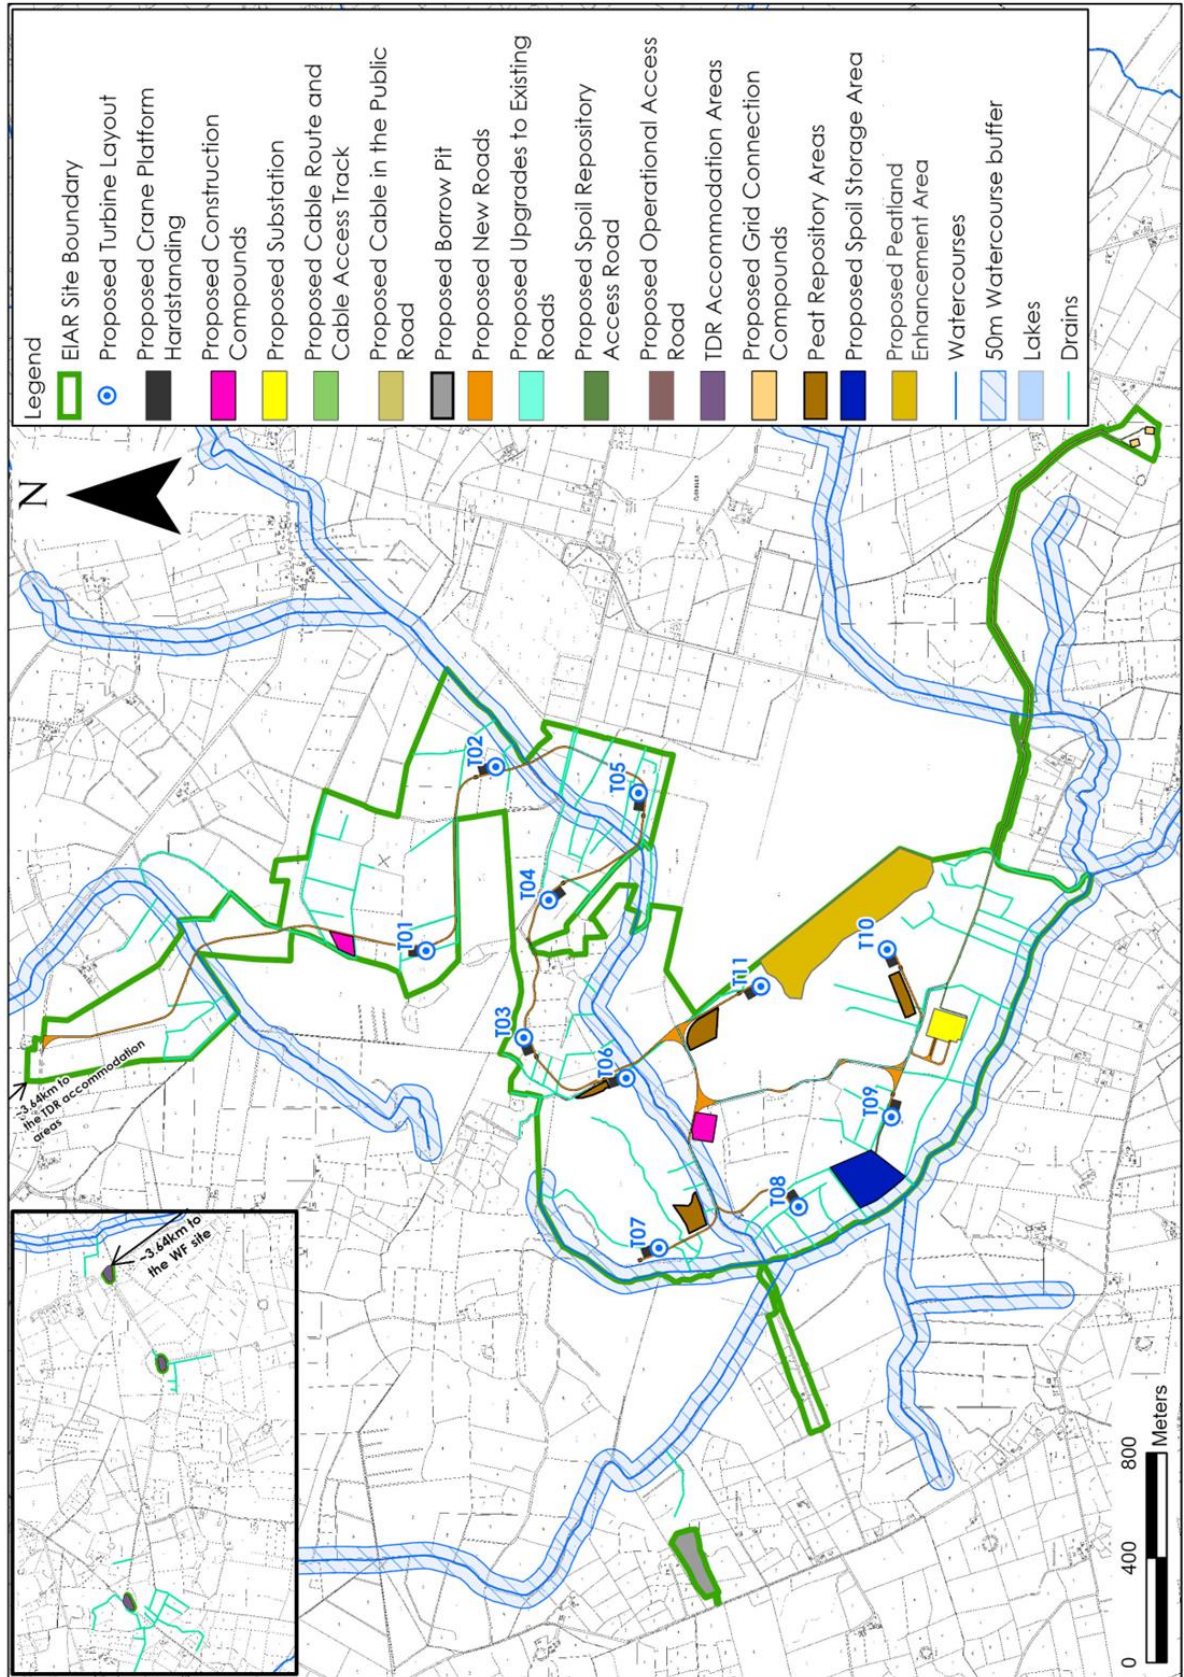 Legend
EIAR Site Boundary
Proposed Turbine Layout
Proposed Crane Platform
Hardstanding
Proposed Construction
Compounds
Proposed Substation
Proposed Cable Route and
Cable Access Track
Proposed Cable in the Public
Road
Proposed Borrow Pit
Proposed New Roads
Proposed Upgrades to Existing
Roads
Proposed Spoil Repository
Access Road
Proposed Operational Access
Road
TDR Accommodation Areas
Proposed Grid Connection
Compounds
Peat Repository Areas
Proposed Spoil Storage Area
Proposed Peatland
Enhancement Area
Watercourses
50m Watercourse buffer
Lakes
Drains
N
~3.64km to
the WF site
~3.64km to
the TDR accommodation
areas
T01
T02
T03
T04
T05
T06
T07
T08
T09
T10
T11
0
400
800
Meters